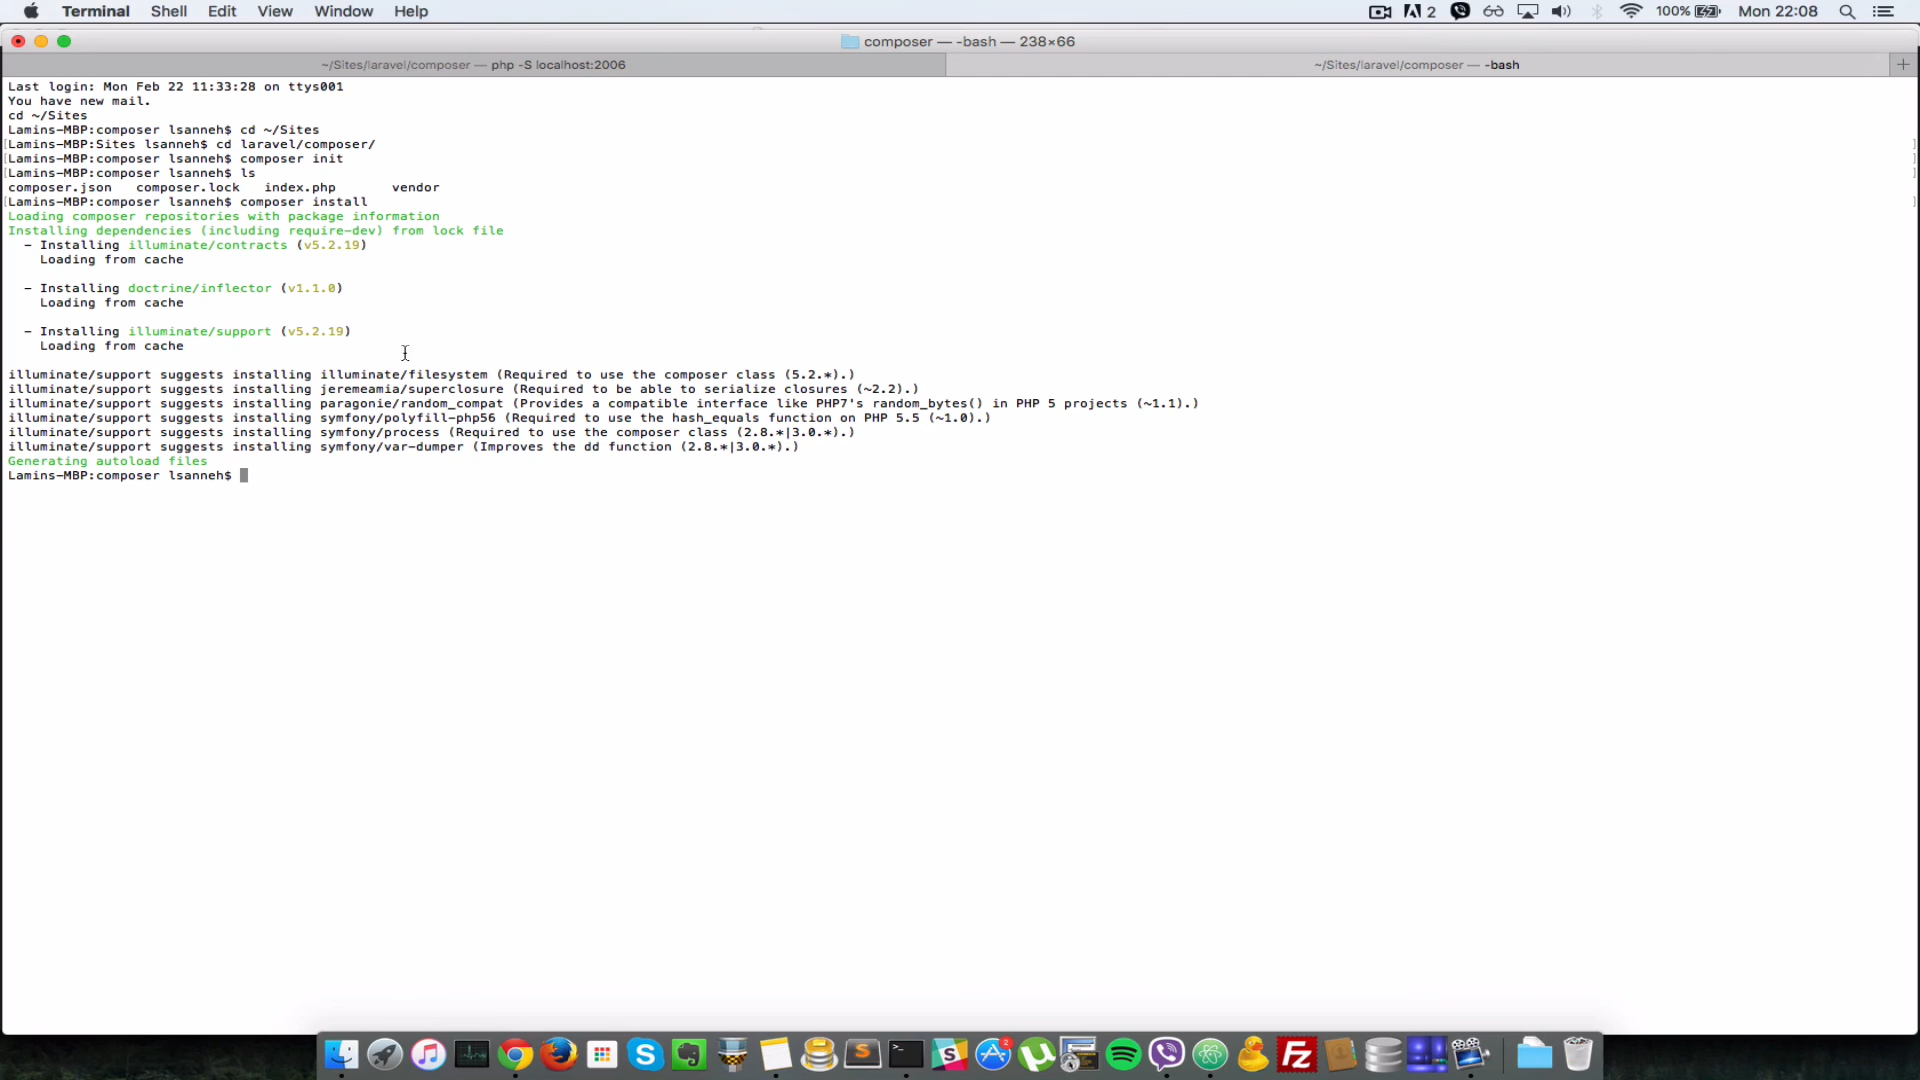 Terminal Shell Edit View Window Help 2 100% Mon 22:08
composer — -bash — 238×66
~/Sites/laravel/composer — php -S localhost:2006 ~/Sites/laravel/composer — -bash
Last login: Mon Feb 22 11:33:28 on ttys001
You have new mail.
cd ~/Sites
Lamins-MBP:composer lsanneh$ cd ~/Sites
[Lamins-MBP:Sites lsanneh$ cd laravel/composer/ ]
[Lamins-MBP:composer lsanneh$ composer init ]
[Lamins-MBP:composer lsanneh$ ls ]
composer.json composer.lock index.php vendor
[Lamins-MBP:composer lsanneh$ composer install ]
Loading composer repositories with package information
Installing dependencies (including require-dev) from lock file
- Installing illuminate/contracts (v5.2.19)
Loading from cache
- Installing doctrine/inflector (v1.1.0)
Loading from cache
- Installing illuminate/support (v5.2.19)
Loading from cache
illuminate/support suggests installing illuminate/filesystem (Required to use the composer class (5.2.*).)
illuminate/support suggests installing jeremeamia/superclosure (Required to be able to serialize closures (~2.2).)
illuminate/support suggests installing paragonie/random_compat (Provides a compatible interface like PHP7's random_bytes() in PHP 5 projects (~1.1).)
illuminate/support suggests installing symfony/polyfill-php56 (Required to use the hash_equals function on PHP 5.5 (~1.0).)
illuminate/support suggests installing symfony/process (Required to use the composer class (2.8.*|3.0.*).)
illuminate/support suggests installing symfony/var-dumper (Improves the dd function (2.8.*|3.0.*).)
Generating autoload files
Lamins-MBP:composer lsanneh$